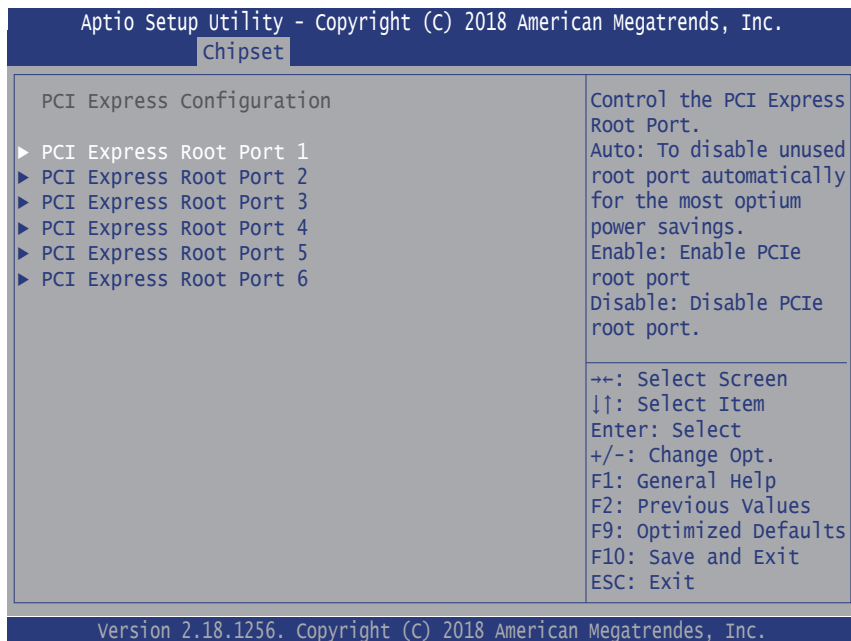 Aptio Setup Utility - Copyright (C) 2018 American Megatrends, Inc.
Chipset
PCI Express Configuration
▶ PCI Express Root Port 1
▶ PCI Express Root Port 2
▶ PCI Express Root Port 3
▶ PCI Express Root Port 4
▶ PCI Express Root Port 5
▶ PCI Express Root Port 6
Control the PCI Express
Root Port.
Auto: To disable unused
root port automatically
for the most optium
power savings.
Enable: Enable PCIe
root port
Disable: Disable PCIe
root port.
→←: Select Screen
↓↑: Select Item
Enter: Select
+/-: Change Opt.
F1: General Help
F2: Previous Values
F9: Optimized Defaults
F10: Save and Exit
ESC: Exit
Version 2.18.1256. Copyright (C) 2018 American Megatrendes, Inc.